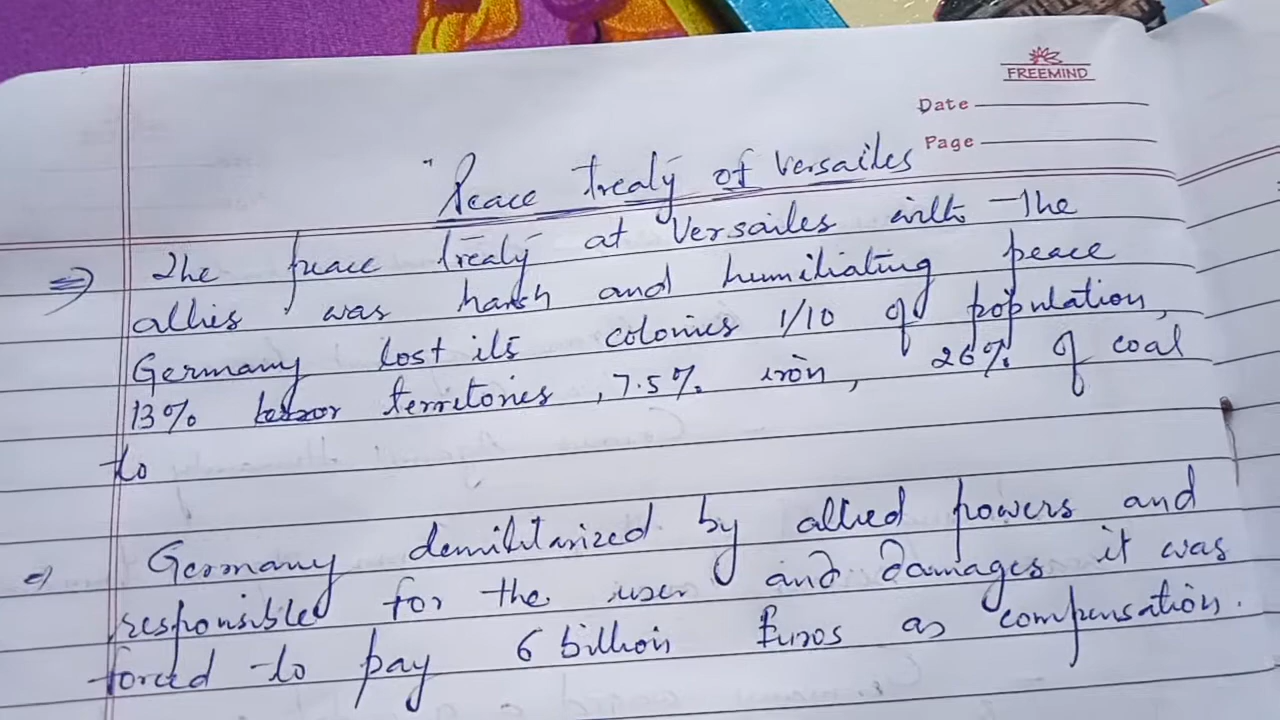 FREEMIND
Date
Page
"Peace treaty of Versailes
⇒ The peace treaty at Versailes with the
allies was harsh and humiliating peace
Germany lost its colonies 1/10 of population,
13% territories, 7.5% iron, 26% of coal
to
Germany demilitarized by allied powers and
responsible for the and damages it was
forced to pay 6 billion Euros as compensation.